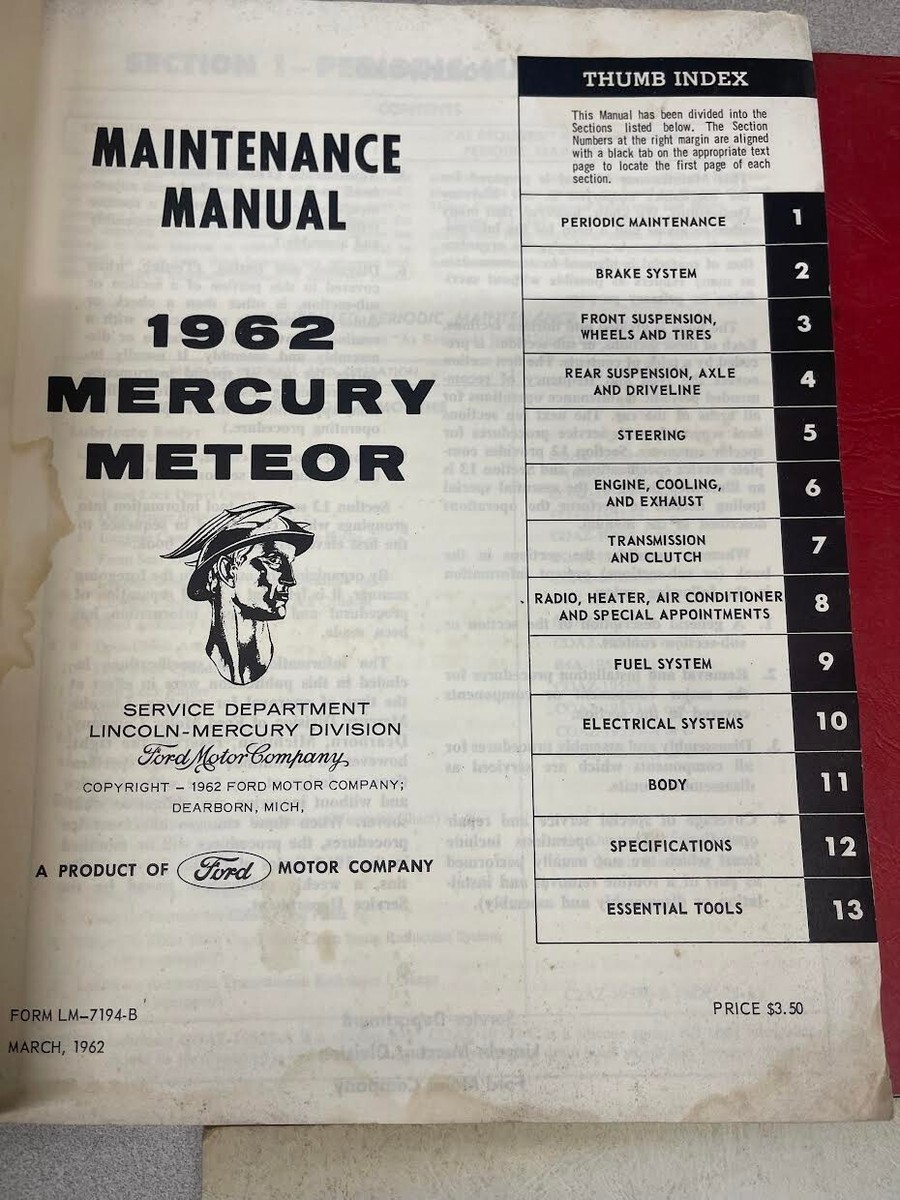 MAINTENANCE
MANUAL
1962
MERCURY
METEOR
SERVICE DEPARTMENT
LINCOLN-MERCURY DIVISION
Ford Motor Company,
COPYRIGHT – 1962 FORD MOTOR COMPANY;
DEARBORN, MICH,
A PRODUCT OF Ford MOTOR COMPANY
FORM LM–7194-B
MARCH, 1962
THUMB INDEX
This Manual has been divided into the
Sections listed below. The Section
Numbers at the right margin are aligned
with a black tab on the appropriate text
page to locate the first page of each
section.
PERIODIC MAINTENANCE 1
BRAKE SYSTEM 2
FRONT SUSPENSION,
WHEELS AND TIRES 3
REAR SUSPENSION, AXLE
AND DRIVELINE 4
STEERING 5
ENGINE, COOLING,
AND EXHAUST 6
TRANSMISSION
AND CLUTCH 7
RADIO, HEATER, AIR CONDITIONER
AND SPECIAL APPOINTMENTS 8
FUEL SYSTEM 9
ELECTRICAL SYSTEMS 10
BODY 11
SPECIFICATIONS 12
ESSENTIAL TOOLS 13
PRICE $3.50